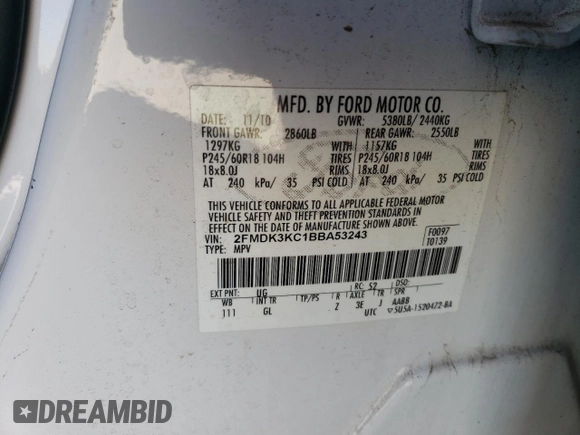 MFD. BY FORD MOTOR CO.
DATE: 11/10 GVWR: 5380LB/ 2440KG
FRONT GAWR: 2860LB REAR GAWR: 2550LB
1297KG 1157KG
P245/60R18 104H TIRES P245/60R18 104H TIRES
18x8.0J RIMS 18x8.0J RIMS
AT 240 kPa/ 35 PSI COLD AT 240 kPa/ 35 PSI COLD
THIS VEHICLE CONFORMS TO ALL APPLICABLE FEDERAL MOTOR
VEHICLE SAFETY AND THEFT PREVENTION STANDARDS IN
EFFECT ON THE DATE OF MANUFACTURE SHOWN ABOVE.
VIN: 2FMDK3KC1BBA53243 F0097
TYPE: MPV T0139
EXT PNT: UG RC: 52 DSO:
WB INT TR TP/PS R AXLE TR SPR
111 GL 2 3E J AABB
UTC 5U5A-1520472-BA
DREAMBID